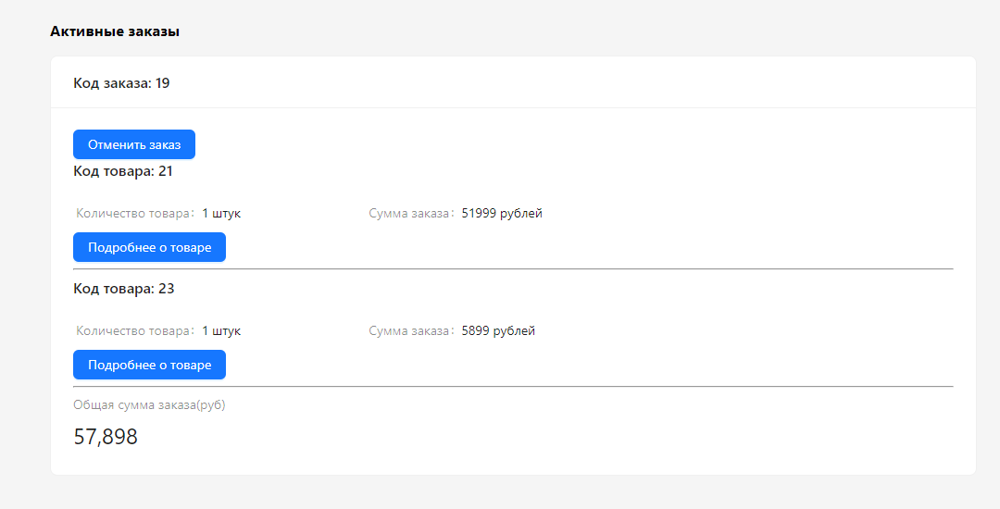 Активные заказы
Код заказа: 19
Отменить заказ
Код товара: 21
Количество товара: 1 штук Сумма заказа: 51999 рублей
Подробнее о товаре
Код товара: 23
Количество товара: 1 штук Сумма заказа: 5899 рублей
Подробнее о товаре
Общая сумма заказа(руб)
57,898